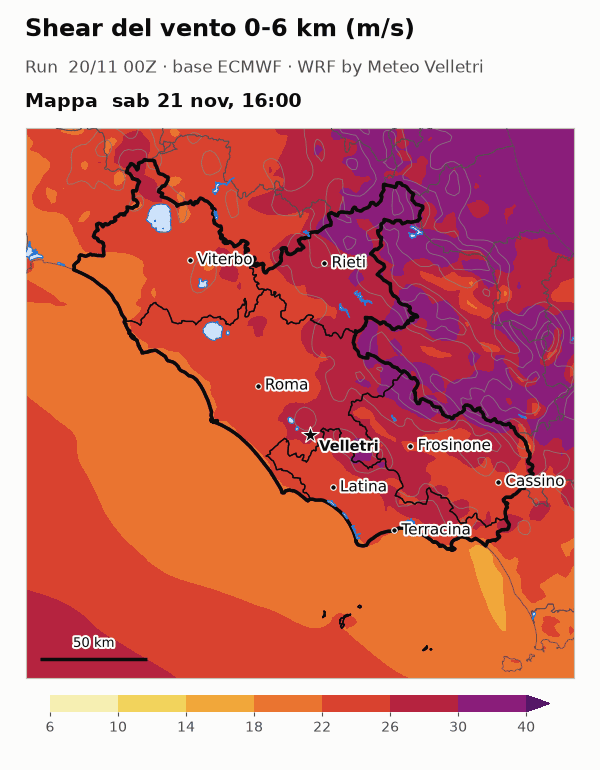 Shear del vento 0-6 km (m/s)
Run  20/11 00Z · base ECMWF · WRF by Meteo Velletri
Mappa  sab 21 nov, 16:00
Viterbo
Rieti
Roma
Velletri
Frosinone
Cassino
Latina
Terracina
50 km
6 10 14 18 22 26 30 40